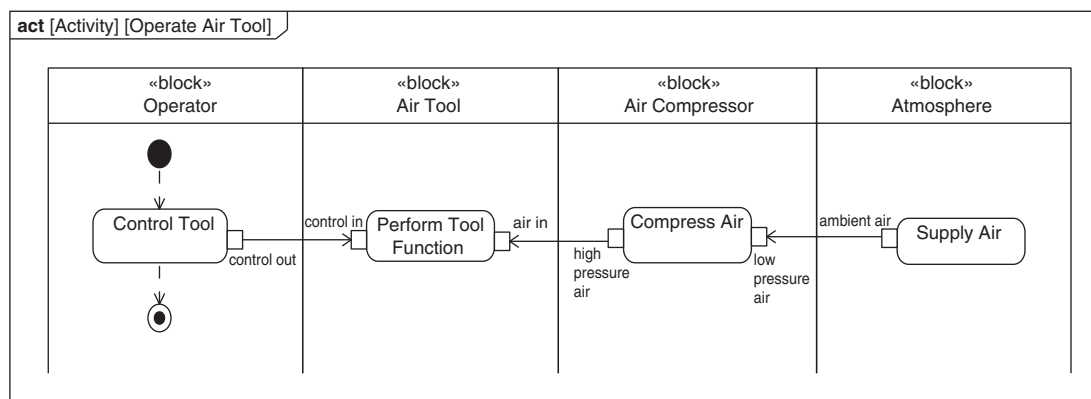 act [Activity] [Operate Air Tool]
«block»
Operator
«block»
Air Tool
«block»
Air Compressor
«block»
Atmosphere
Control Tool
control out
control in
Perform Tool
Function
air in
high
pressure
air
Compress Air
low
pressure
air
ambient air
Supply Air